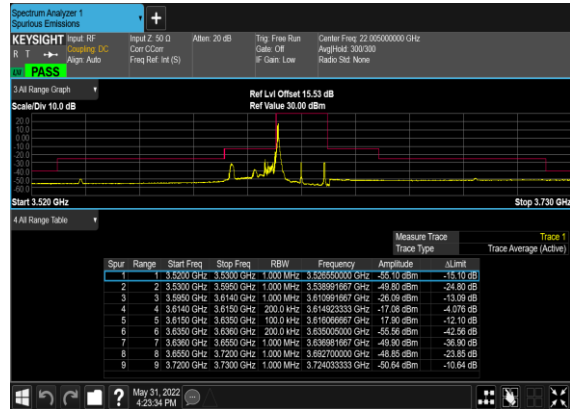 Spectrum Analyzer 1
Spurious Emissions
KEYSIGHT Input: RF Input Z: 50 Ω Atten: 20 dB Trig: Free Run Center Freq: 22.005000000 GHz
R T Coupling: DC Corr CCorr Gate: Off Avg|Hold: 300/300
Align: Auto Freq Ref: Int (S) IF Gain: Low Radio Std: None
PASS
3 All Range Graph
Ref Lvl Offset 15.53 dB
Scale/Div 10.0 dB Ref Value 30.00 dBm
20.0
10.0
0.00
-10.0
-20.0
-30.0
-40.0
-50.0
-60.0
Start 3.520 GHz Stop 3.730 GHz
4 All Range Table
Measure Trace Trace 1
Trace Type Trace Average (Active)
Spur Range Start Freq Stop Freq RBW Frequency Amplitude ΔLimit
1 1 3.5200 GHz 3.5300 GHz 1.000 MHz 3.526550000 GHz -55.10 dBm -15.10 dB
2 2 3.5300 GHz 3.5950 GHz 1.000 MHz 3.538991667 GHz -49.80 dBm -24.80 dB
3 3 3.5950 GHz 3.6140 GHz 1.000 MHz 3.610991667 GHz -26.09 dBm -13.09 dB
4 4 3.6140 GHz 3.6150 GHz 200.0 kHz 3.614923333 GHz -17.08 dBm -4.076 dB
5 5 3.6150 GHz 3.6350 GHz 100.0 kHz 3.616066667 GHz 17.90 dBm -12.10 dB
6 6 3.6350 GHz 3.6360 GHz 200.0 kHz 3.635005000 GHz -55.56 dBm -42.56 dB
7 7 3.6360 GHz 3.6550 GHz 1.000 MHz 3.636981667 GHz -49.90 dBm -36.90 dB
8 8 3.6550 GHz 3.7200 GHz 1.000 MHz 3.692700000 GHz -48.85 dBm -23.85 dB
9 9 3.7200 GHz 3.7300 GHz 1.000 MHz 3.724033333 GHz -50.64 dBm -10.64 dB
May 31, 2022
4:23:34 PM